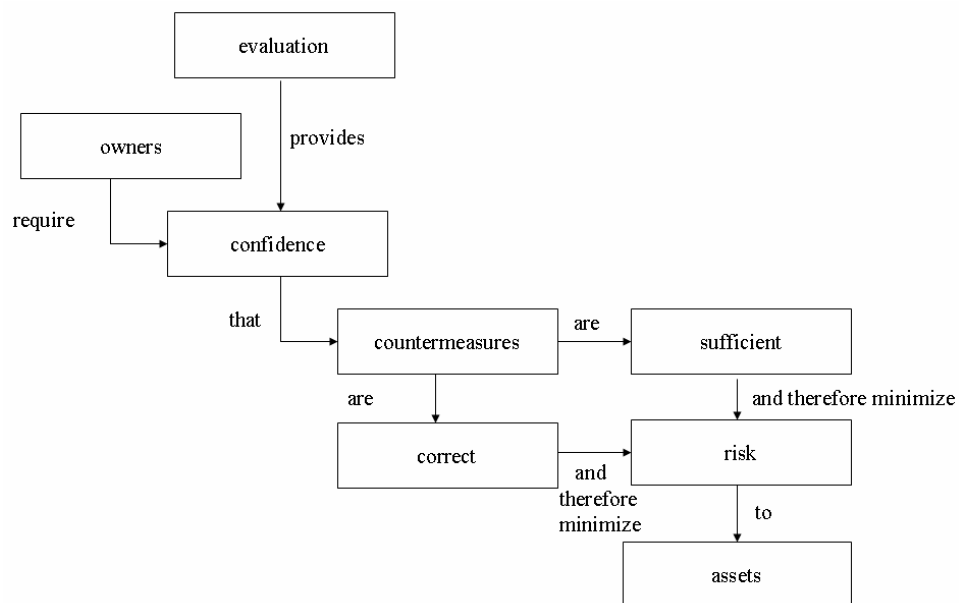 evaluation
provides
owners
require
confidence
that
countermeasures
are
sufficient
are
and therefore minimize
correct
and
therefore
minimize
risk
to
assets